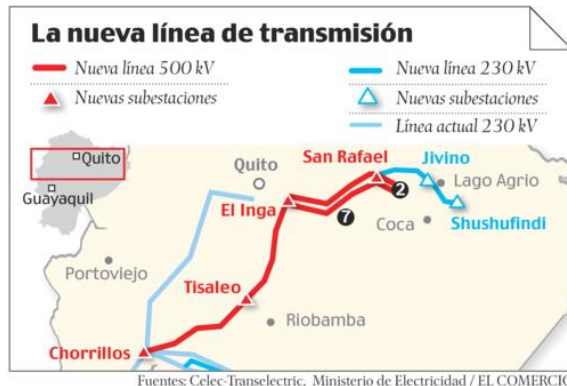 La nueva línea de transmisión
Nueva línea 500 kV
Nuevas subestaciones
Nueva línea 230 kV
Nuevas subestaciones
Línea actual 230 kV
Quito
Guayaquil
Quito
San Rafael
Jivino
Lago Agrio
2
El Inga
7
Coca
Shushufindi
Portoviejo
Tisaleo
Riobamba
Chorrillos
Fuentes: Celec-Transelectric, Ministerio de Electricidad / EL COMERCIO